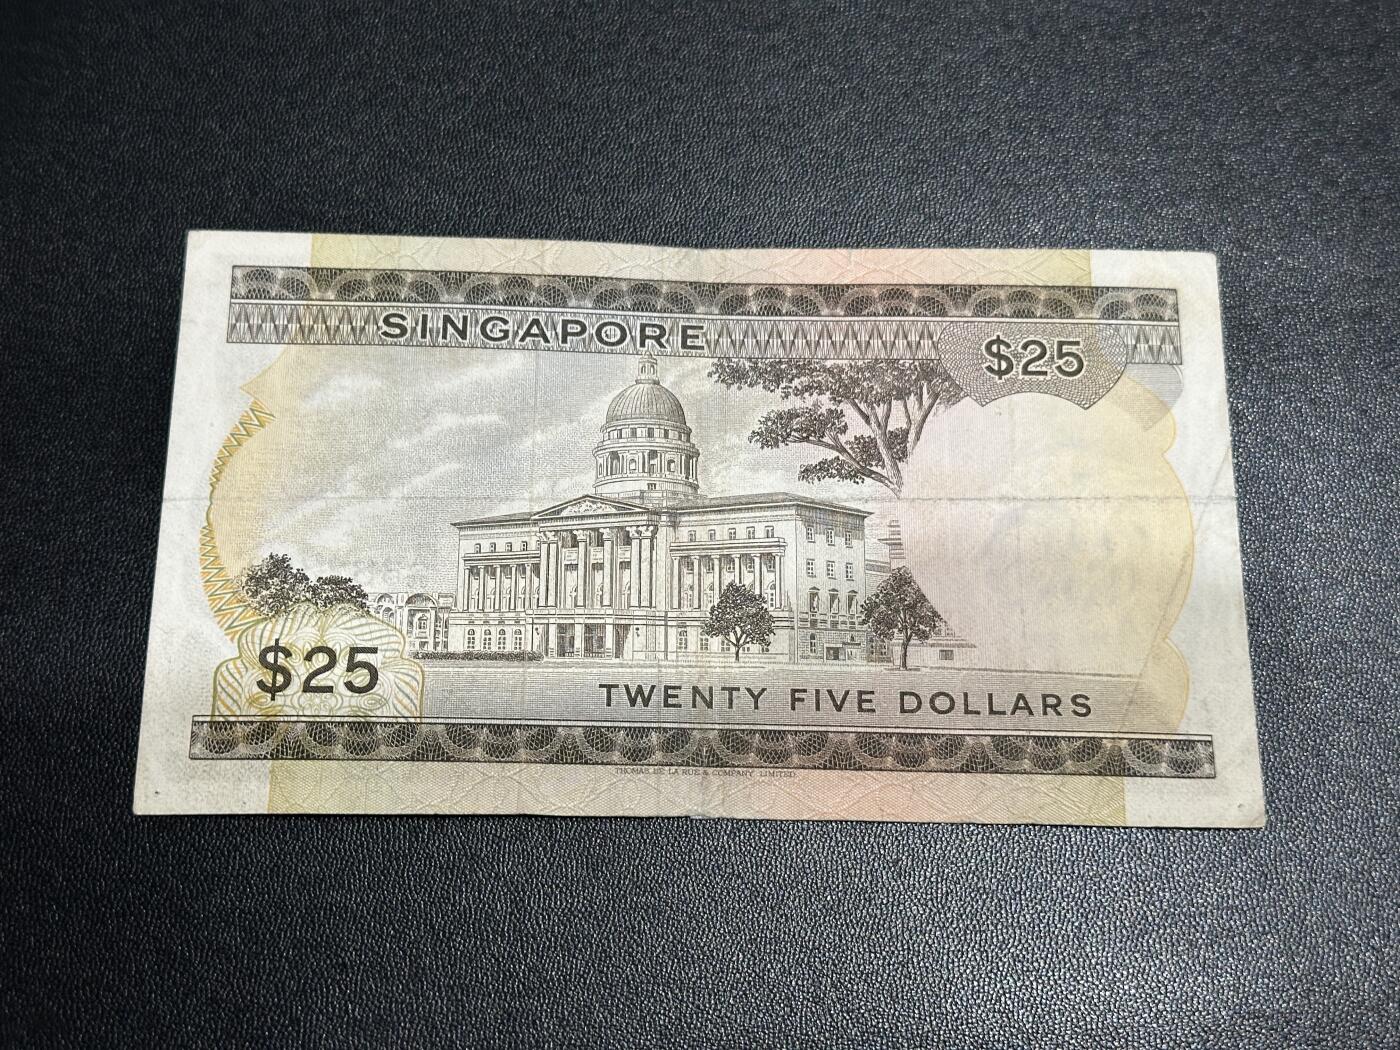 SINGAPORE
$25
$25
TWENTY FIVE DOLLARS
THOMAS DE LA RUE & COMPANY LIMITED